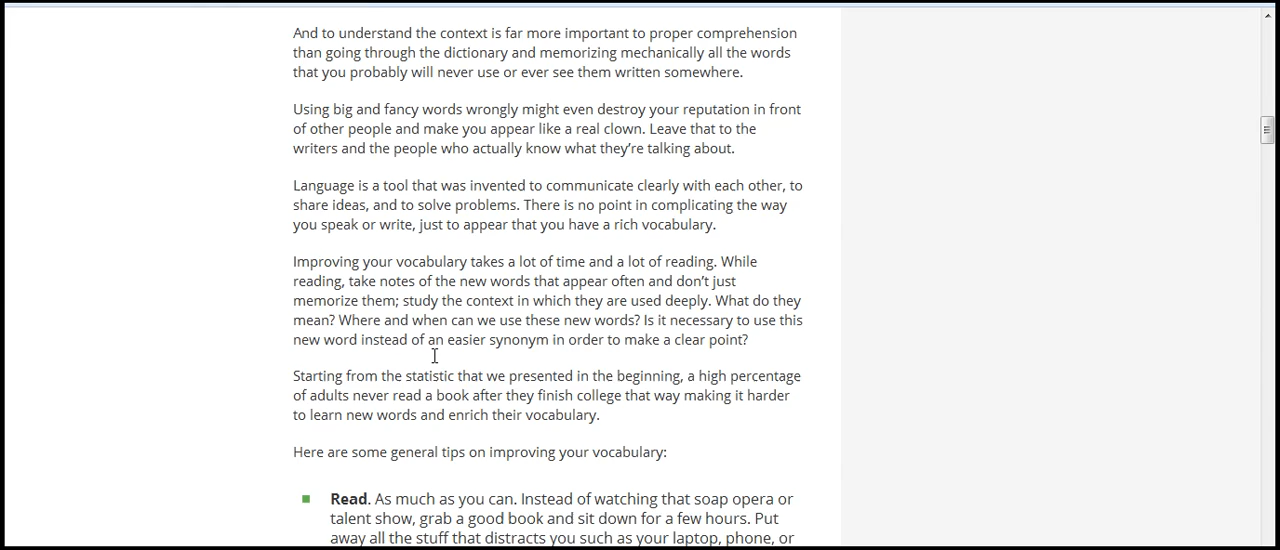 And to understand the context is far more important to proper comprehension
than going through the dictionary and memorizing mechanically all the words
that you probably will never use or ever see them written somewhere.
Using big and fancy words wrongly might even destroy your reputation in front
of other people and make you appear like a real clown. Leave that to the
writers and the people who actually know what they’re talking about.
Language is a tool that was invented to communicate clearly with each other, to
share ideas, and to solve problems. There is no point in complicating the way
you speak or write, just to appear that you have a rich vocabulary.
Improving your vocabulary takes a lot of time and a lot of reading. While
reading, take notes of the new words that appear often and don’t just
memorize them; study the context in which they are used deeply. What do they
mean? Where and when can we use these new words? Is it necessary to use this
new word instead of an easier synonym in order to make a clear point?
Starting from the statistic that we presented in the beginning, a high percentage
of adults never read a book after they finish college that way making it harder
to learn new words and enrich their vocabulary.
Here are some general tips on improving your vocabulary:
Read. As much as you can. Instead of watching that soap opera or
talent show, grab a good book and sit down for a few hours. Put
away all the stuff that distracts you such as your laptop, phone, or